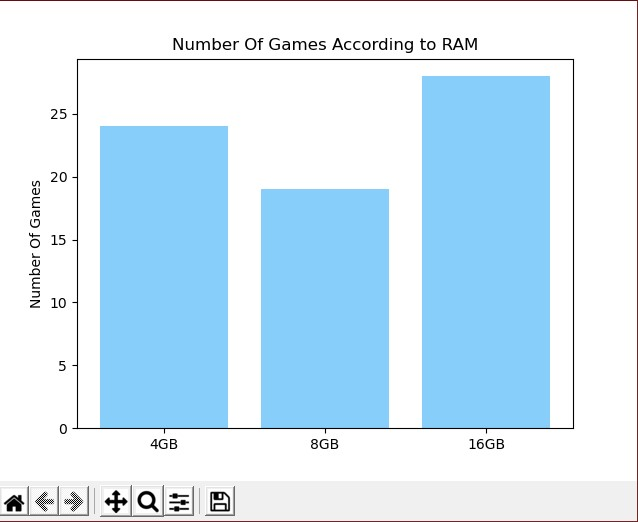 Number Of Games According to RAM
Number Of Games
25
20
15
10
5
0
4GB
8GB
16GB